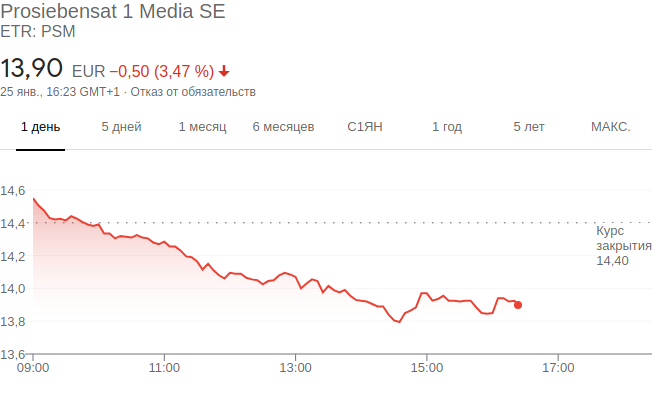 Prosiebensat 1 Media SE
ETR: PSM
13,90 EUR −0,50 (3,47 %)
25 янв., 16:23 GMT+1 · Отказ от обязательств
1 день 5 дней 1 месяц 6 месяцев С1ЯН 1 год 5 лет МАКС.
14,6
14,4
Курс
закрытия
14,40
14,2
14,0
13,8
13,6
09:00 11:00 13:00 15:00 17:00